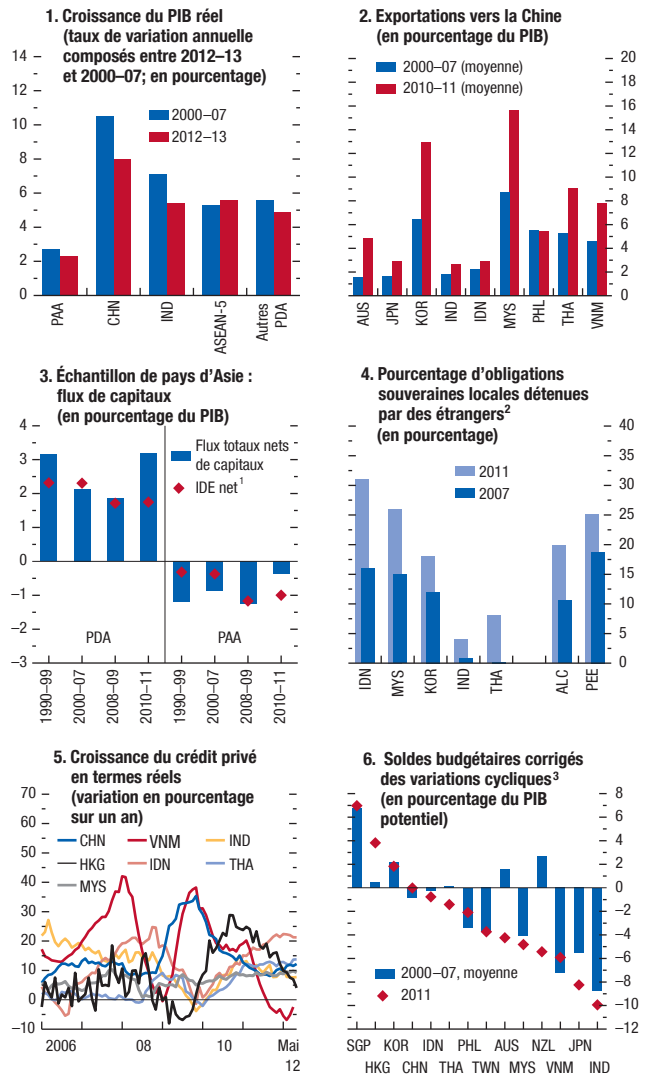 1. Croissance du PIB réel
(taux de variation annuelle
composés entre 2012–13
et 2000–07; en pourcentage)
2000–07
2012–13
14
12
10
8
6
4
2
0
PAA
CHN
IND
ASEAN-5
Autres
PDA
2. Exportations vers la Chine
(en pourcentage du PIB)
2000–07 (moyenne)
2010–11 (moyenne)
20
18
16
14
12
10
8
6
4
2
0
AUS
JPN
KOR
IND
IDN
MYS
PHL
THA
VNM
3. Échantillon de pays d'Asie :
flux de capitaux
(en pourcentage du PIB)
Flux totaux nets
de capitaux
IDE net1
4
3
2
1
0
–1
–2
–3
PDA
PAA
1990–99
2000–07
2008–09
2010–11
1990–99
2000–07
2008–09
2010–11
4. Pourcentage d'obligations
souveraines locales détenues
par des étrangers2
(en pourcentage)
2011
2007
40
35
30
25
20
15
10
5
0
IDN
MYS
KOR
IND
THA
ALC
PEE
5. Croissance du crédit privé
en termes réels
(variation en pourcentage
sur un an)
CHN
VNM
IND
HKG
IDN
THA
MYS
70
60
50
40
30
20
10
0
–10
2006
08
10
Mai
12
6. Soldes budgétaires corrigés
des variations cycliques3
(en pourcentage du PIB
potentiel)
2000–07, moyenne
2011
8
6
4
2
0
–2
–4
–6
–8
–10
–12
SGP KOR IDN PHL AUS NZL JPN
HKG CHN THA TWN MYS VNM IND